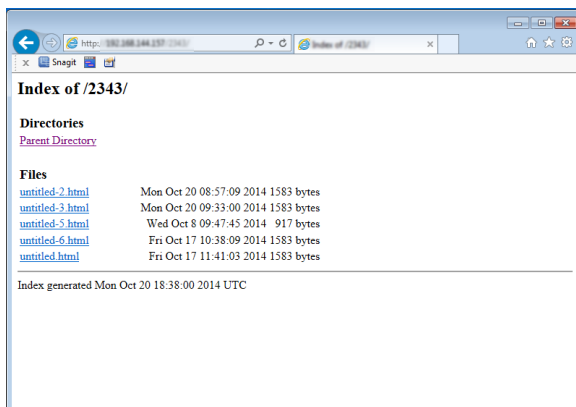 http:
Snagit
Index of /2343/
Directories
Parent Directory
Files
untitled-2.html Mon Oct 20 08:57:09 2014 1583 bytes
untitled-3.html Mon Oct 20 09:33:00 2014 1583 bytes
untitled-5.html Wed Oct 8 09:47:45 2014 917 bytes
untitled-6.html Fri Oct 17 10:38:09 2014 1583 bytes
untitled.html Fri Oct 17 11:41:03 2014 1583 bytes
Index generated Mon Oct 20 18:38:00 2014 UTC